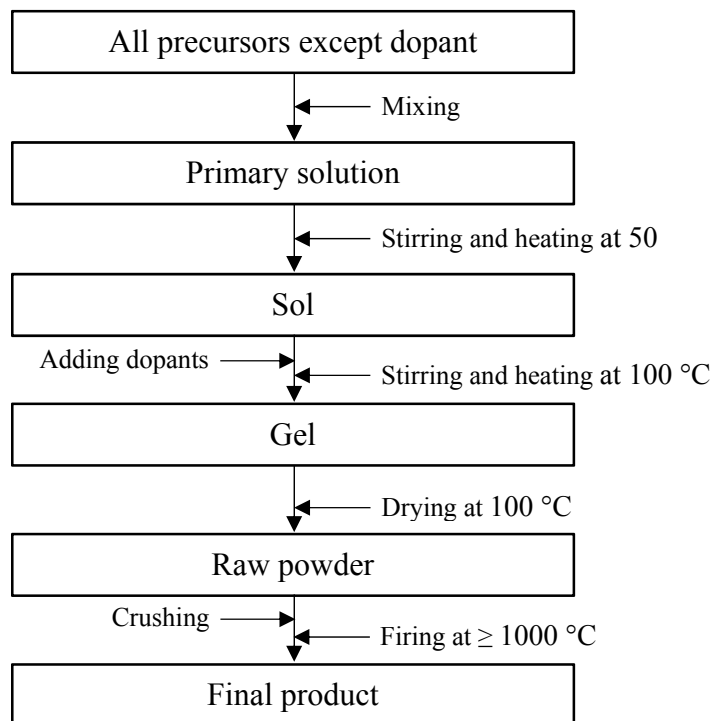 All precursors except dopant
Mixing
Primary solution
Stirring and heating at 50
Sol
Adding dopants
Stirring and heating at 100 °C
Gel
Drying at 100 °C
Raw powder
Crushing
Firing at ≥ 1000 °C
Final product